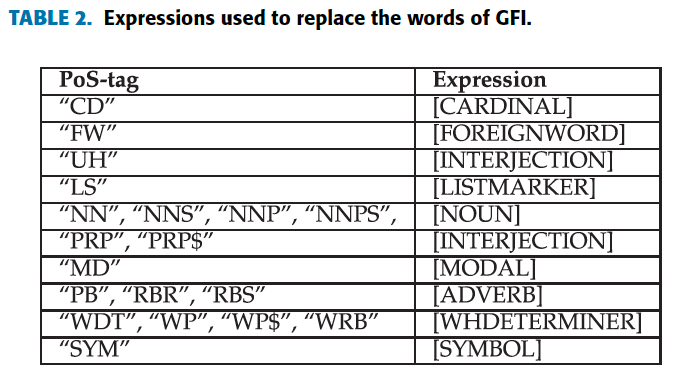 TABLE 2. Expressions used to replace the words of GFI.
PoS-tag Expression
“CD” [CARDINAL]
“FW” [FOREIGNWORD]
“UH” [INTERJECTION]
“LS” [LISTMARKER]
“NN”, “NNS”, “NNP”, “NNPS”, [NOUN]
“PRP”, “PRP$” [INTERJECTION]
“MD” [MODAL]
“PB”, “RBR”, “RBS” [ADVERB]
“WDT”, “WP”, “WP$”, “WRB” [WHDETERMINER]
“SYM” [SYMBOL]